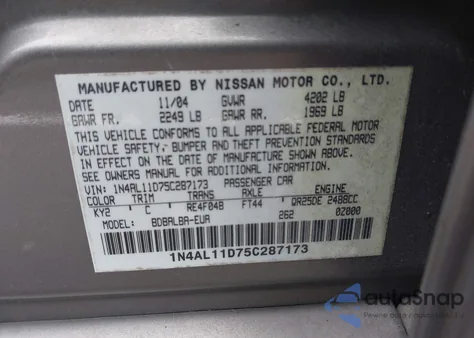 MANUFACTURED BY NISSAN MOTOR CO., LTD.
DATE 11/04 GVWR 4202 LB
GAWR FR. 2249 LB GAWR RR. 1969 LB
THIS VEHICLE CONFORMS TO ALL APPLICABLE FEDERAL MOTOR
VEHICLE SAFETY, BUMPER AND THEFT PREVENTION STANDARDS
IN EFFECT ON THE DATE OF MANUFACTURE SHOWN ABOVE.
SEE OWNERS MANUAL FOR ADDITIONAL INFORMATION
VIN: 1N4AL11D75C287173 PASSENGER CAR
COLOR TRIM TRANS AXLE ENGINE
KY2 C RE4F04B FT44 QR25DE 2488CC
MODEL: BDBALBA-EUA 262 02000
1N4AL11D75C287173
autoSnap